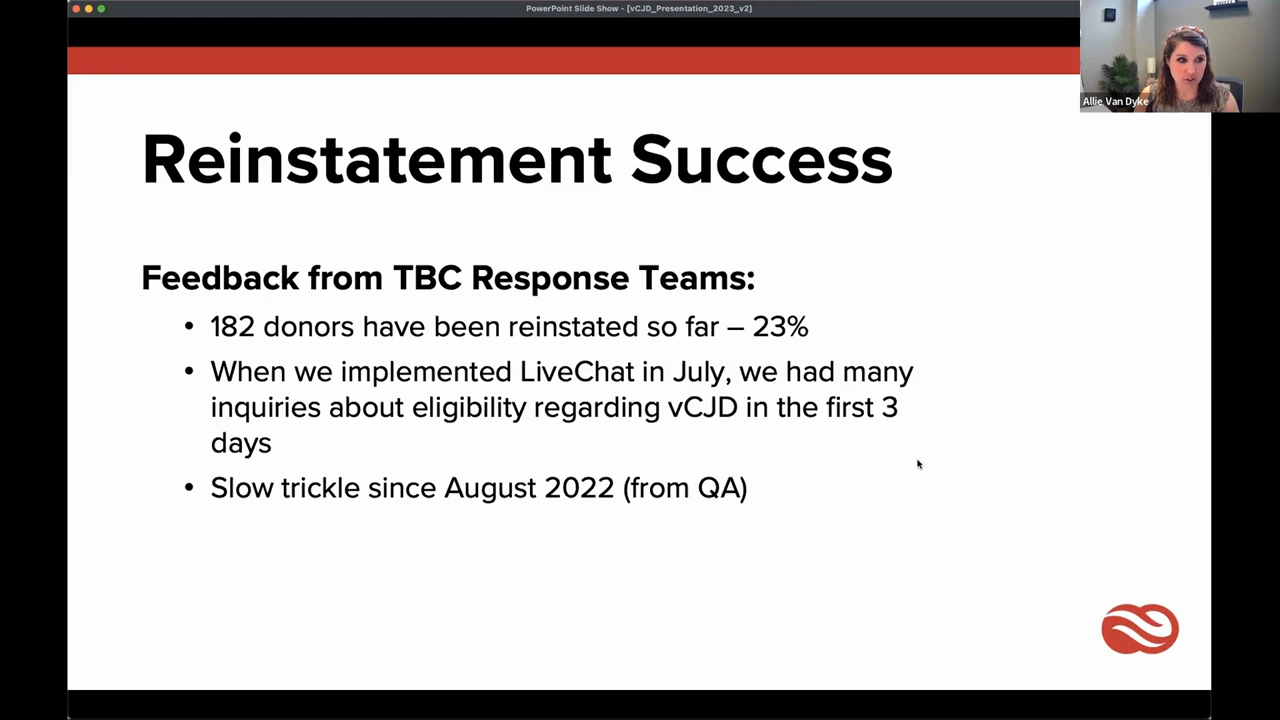 PowerPoint Slide Show - [vCJD_Presentation_2023_v2]
Allie Van Dyke
Reinstatement Success
Feedback from TBC Response Teams:
• 182 donors have been reinstated so far – 23%
• When we implemented LiveChat in July, we had many
inquiries about eligibility regarding vCJD in the first 3
days
• Slow trickle since August 2022 (from QA)